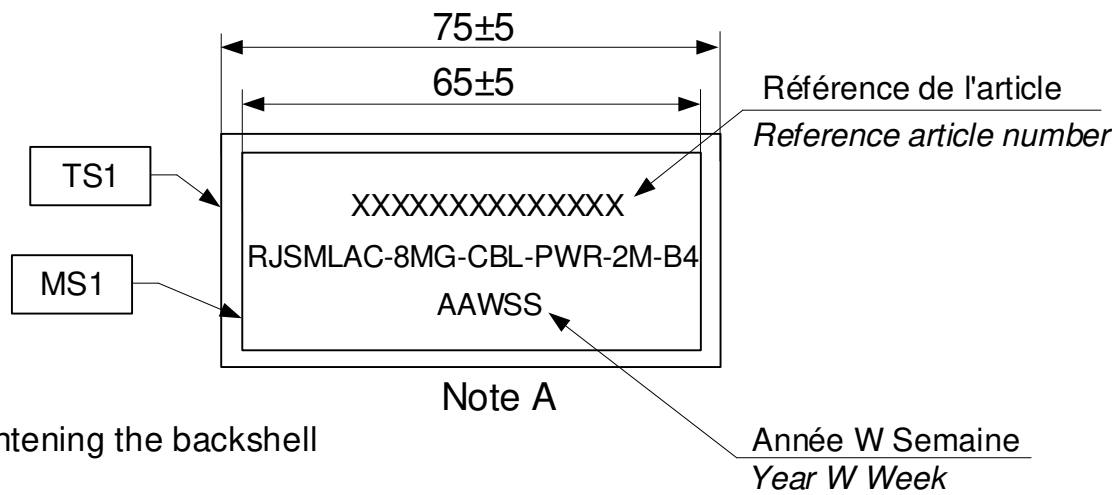 75±5
65±5
Référence de l'article
Reference article number
TS1
XXXXXXXXXXXXXX
RJSMLAC-8MG-CBL-PWR-2M-B4
MS1
AAWSS
Note A
the backshell
Année W Semaine
Year W Week